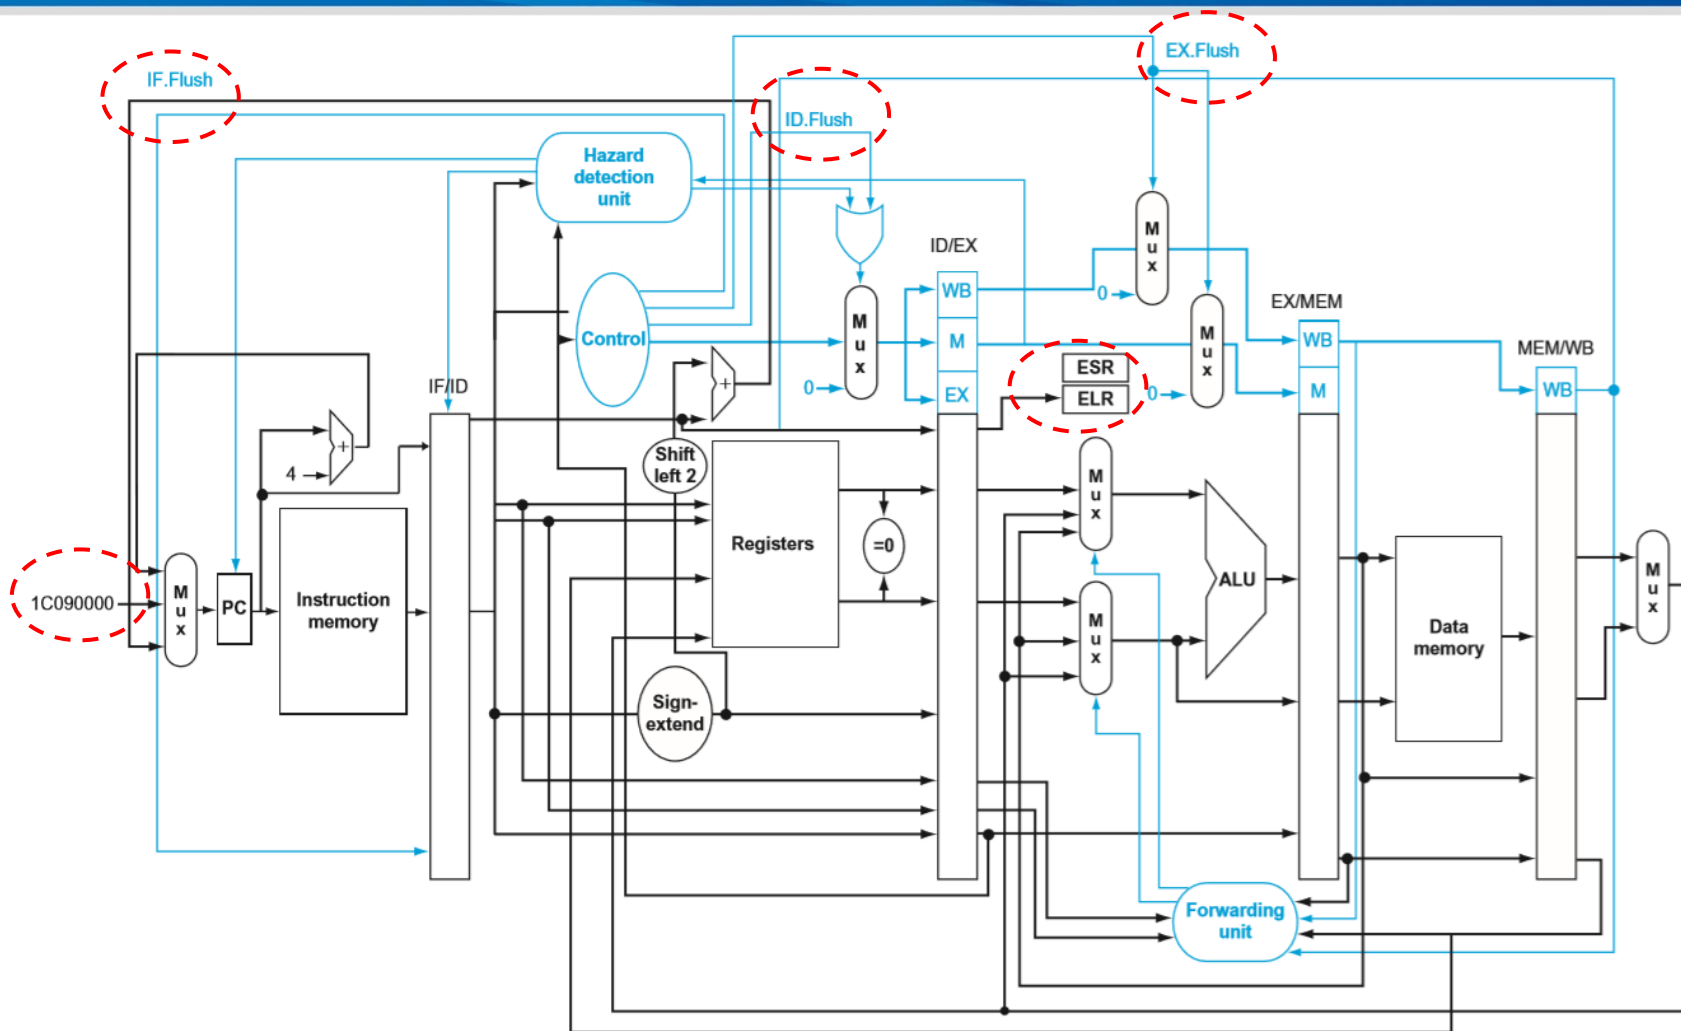 IF.Flush
EX.Flush
ID.Flush
Hazard
detection
unit
Control
M
u
x
0
+
Shift
left 2
IF/ID
+
4
1C090000
M
u
x
PC
Instruction
memory
Registers
=0
Sign-
extend
ID/EX
WB
M
EX
M
u
x
0
M
u
x
0
ESR
ELR
M
u
x
M
u
x
ALU
EX/MEM
WB
M
Data
memory
MEM/WB
WB
M
u
x
Forwarding
unit